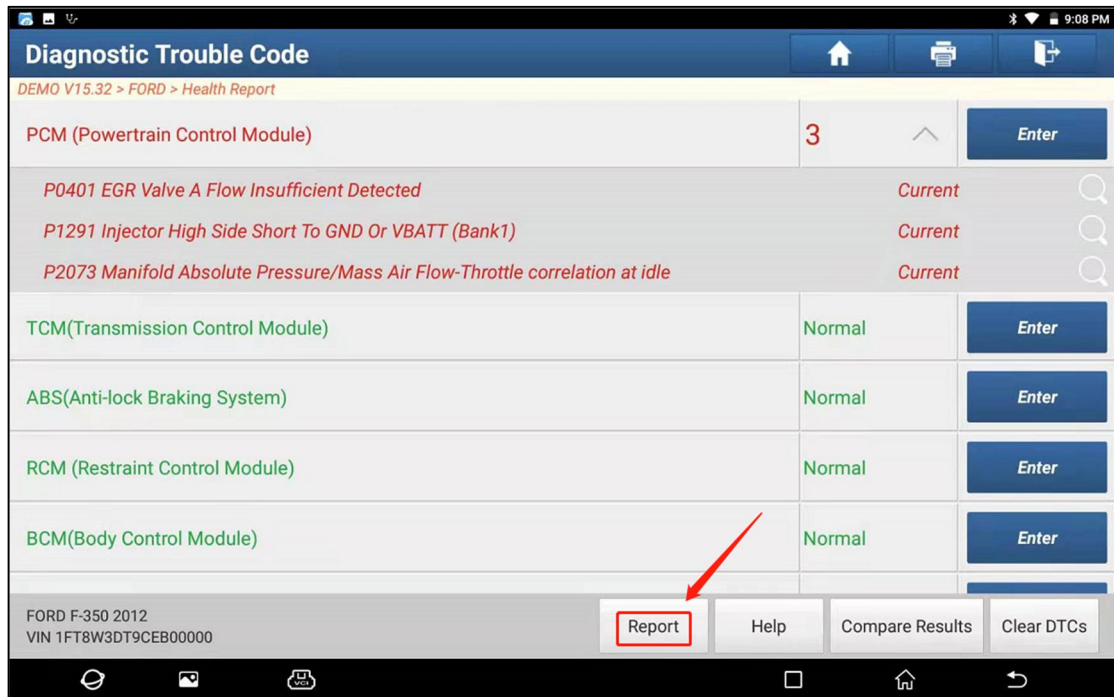 9:08 PM
Diagnostic Trouble Code
DEMO V15.32 > FORD > Health Report
PCM (Powertrain Control Module) 3 Enter
P0401 EGR Valve A Flow Insufficient Detected Current
P1291 Injector High Side Short To GND Or VBATT (Bank1) Current
P2073 Manifold Absolute Pressure/Mass Air Flow-Throttle correlation at idle Current
TCM(Transmission Control Module) Normal Enter
ABS(Anti-lock Braking System) Normal Enter
RCM (Restraint Control Module) Normal Enter
BCM(Body Control Module) Normal Enter
FORD F-350 2012
VIN 1FT8W3DT9CEB00000
Report Help Compare Results Clear DTCs
VCI